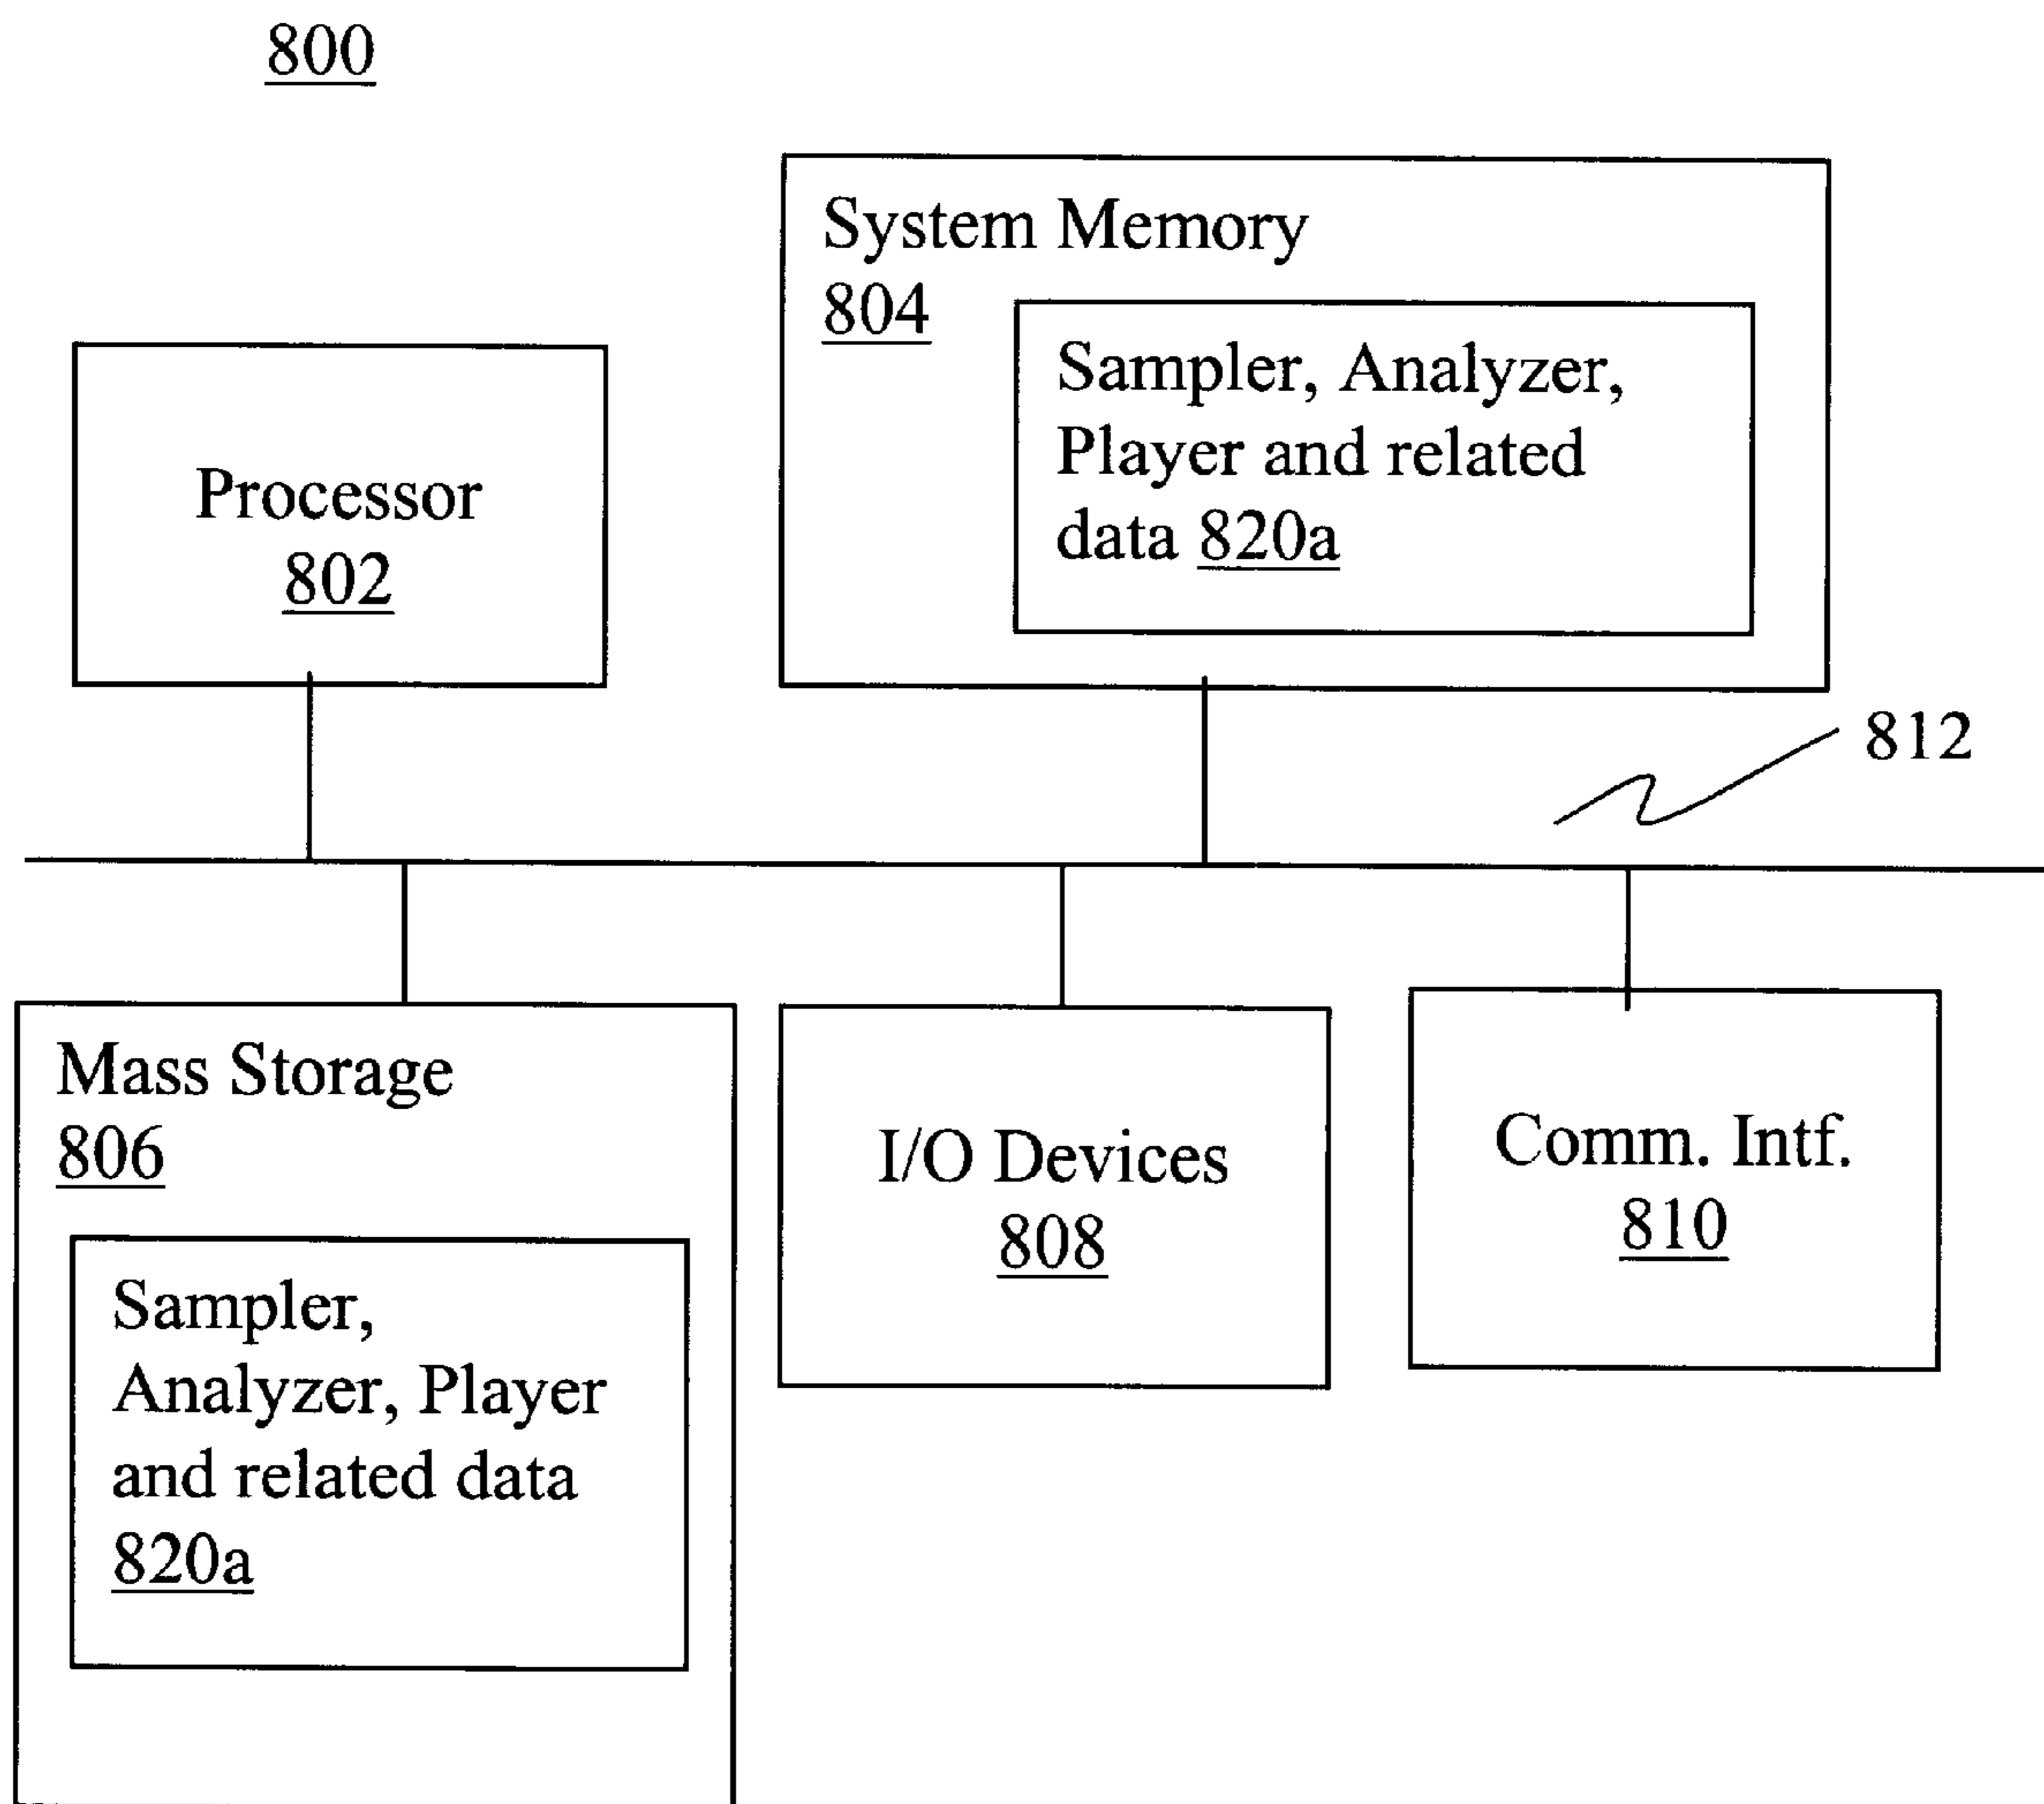 800
System Memory
804
Sampler, Analyzer,
Player and related
data 820a
Processor
802
812
Mass Storage
806
Sampler,
Analyzer, Player
and related data
820a
I/O Devices
808
Comm. Intf.
810